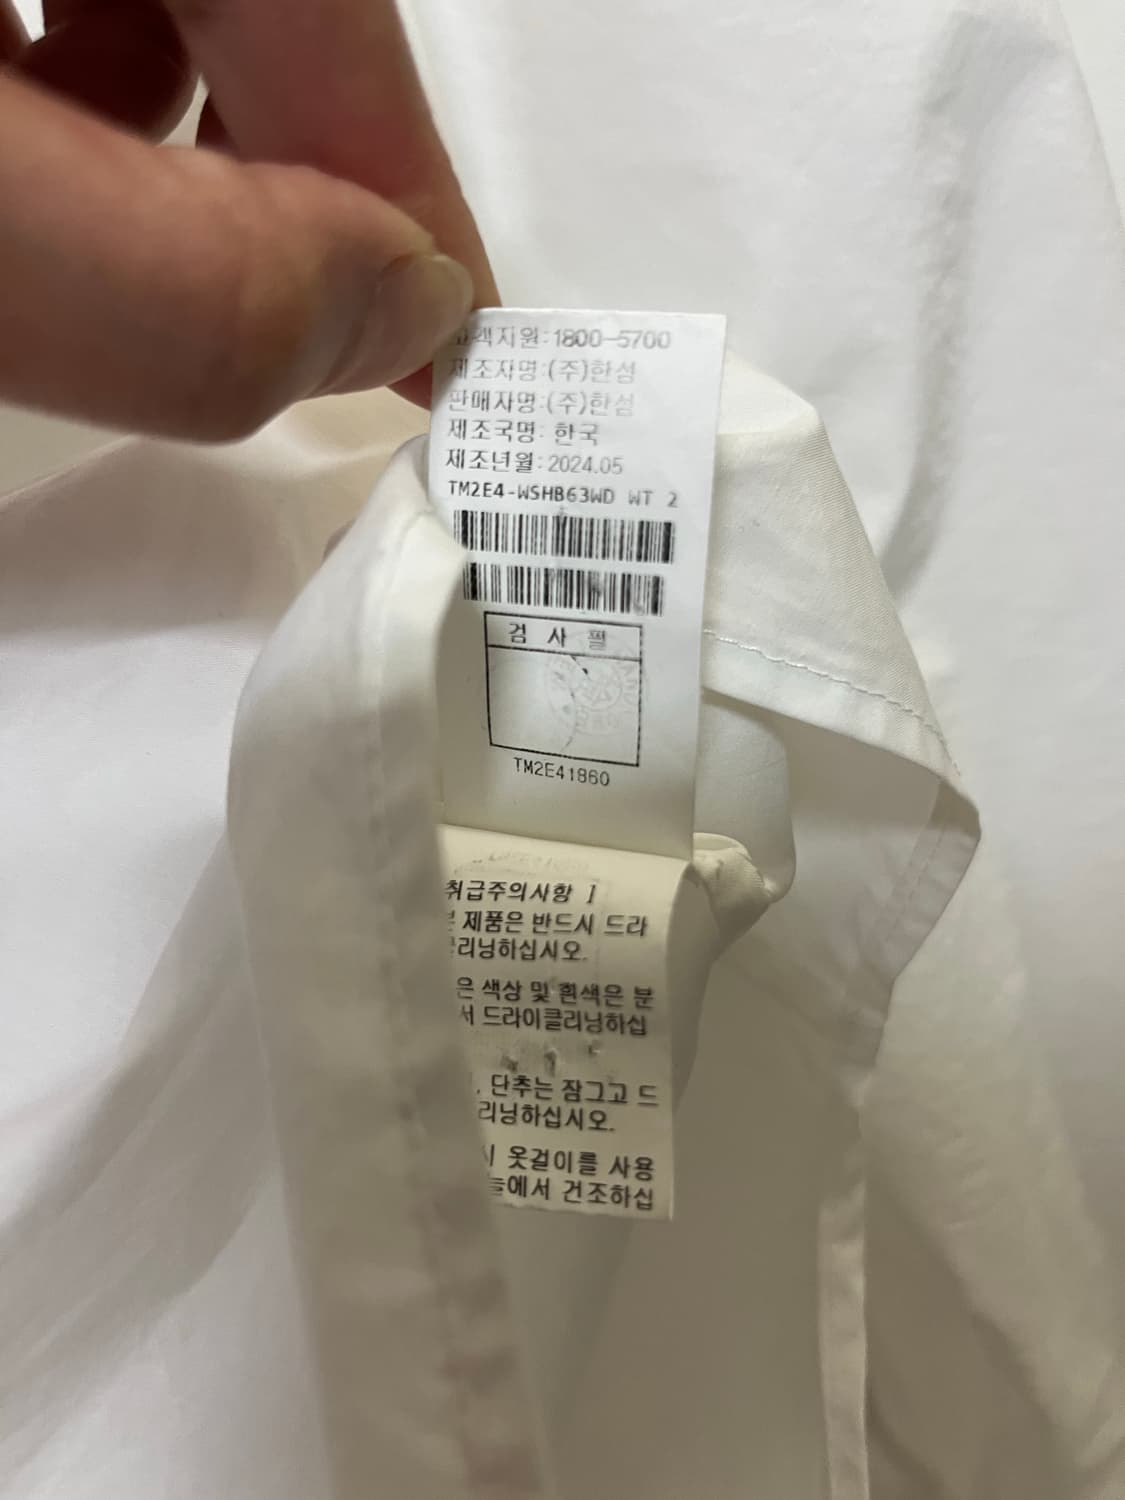 고객지원:1800-5700
제조자명:(주)한섬
판매자명:(주)한섬
제조국명: 한국
제조년월:2024.05
TM2E4-WSHB63WD WT 2
검 사 필
TM2E41860
취급주의사항 ]
제품은 반드시 드라
리닝하십시오.
은 색상 및 흰색은 분
서 드라이클리닝하십
단추는 잠그고 드
리닝하십시오.
옷걸이를 사용
늘에서 건조하십